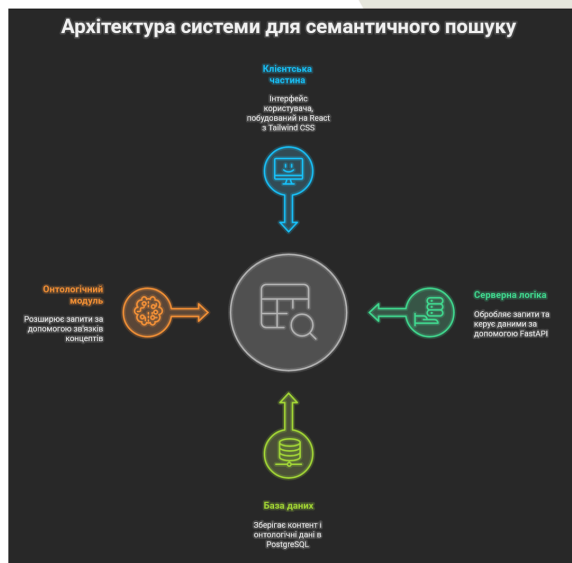 Архітектура системи для семантичного пошуку
Клієнтська
частина
Інтерфейс
користувача,
побудований на React
з Tailwind CSS
Онтологічний
модуль
Розширює запити за
допомогою зв'язків
концептів
Серверна логіка
Обробляє запити та
керує даними за
допомогою FastAPI
База даних
Зберігає контент і
онтологічні дані в
PostgreSQL